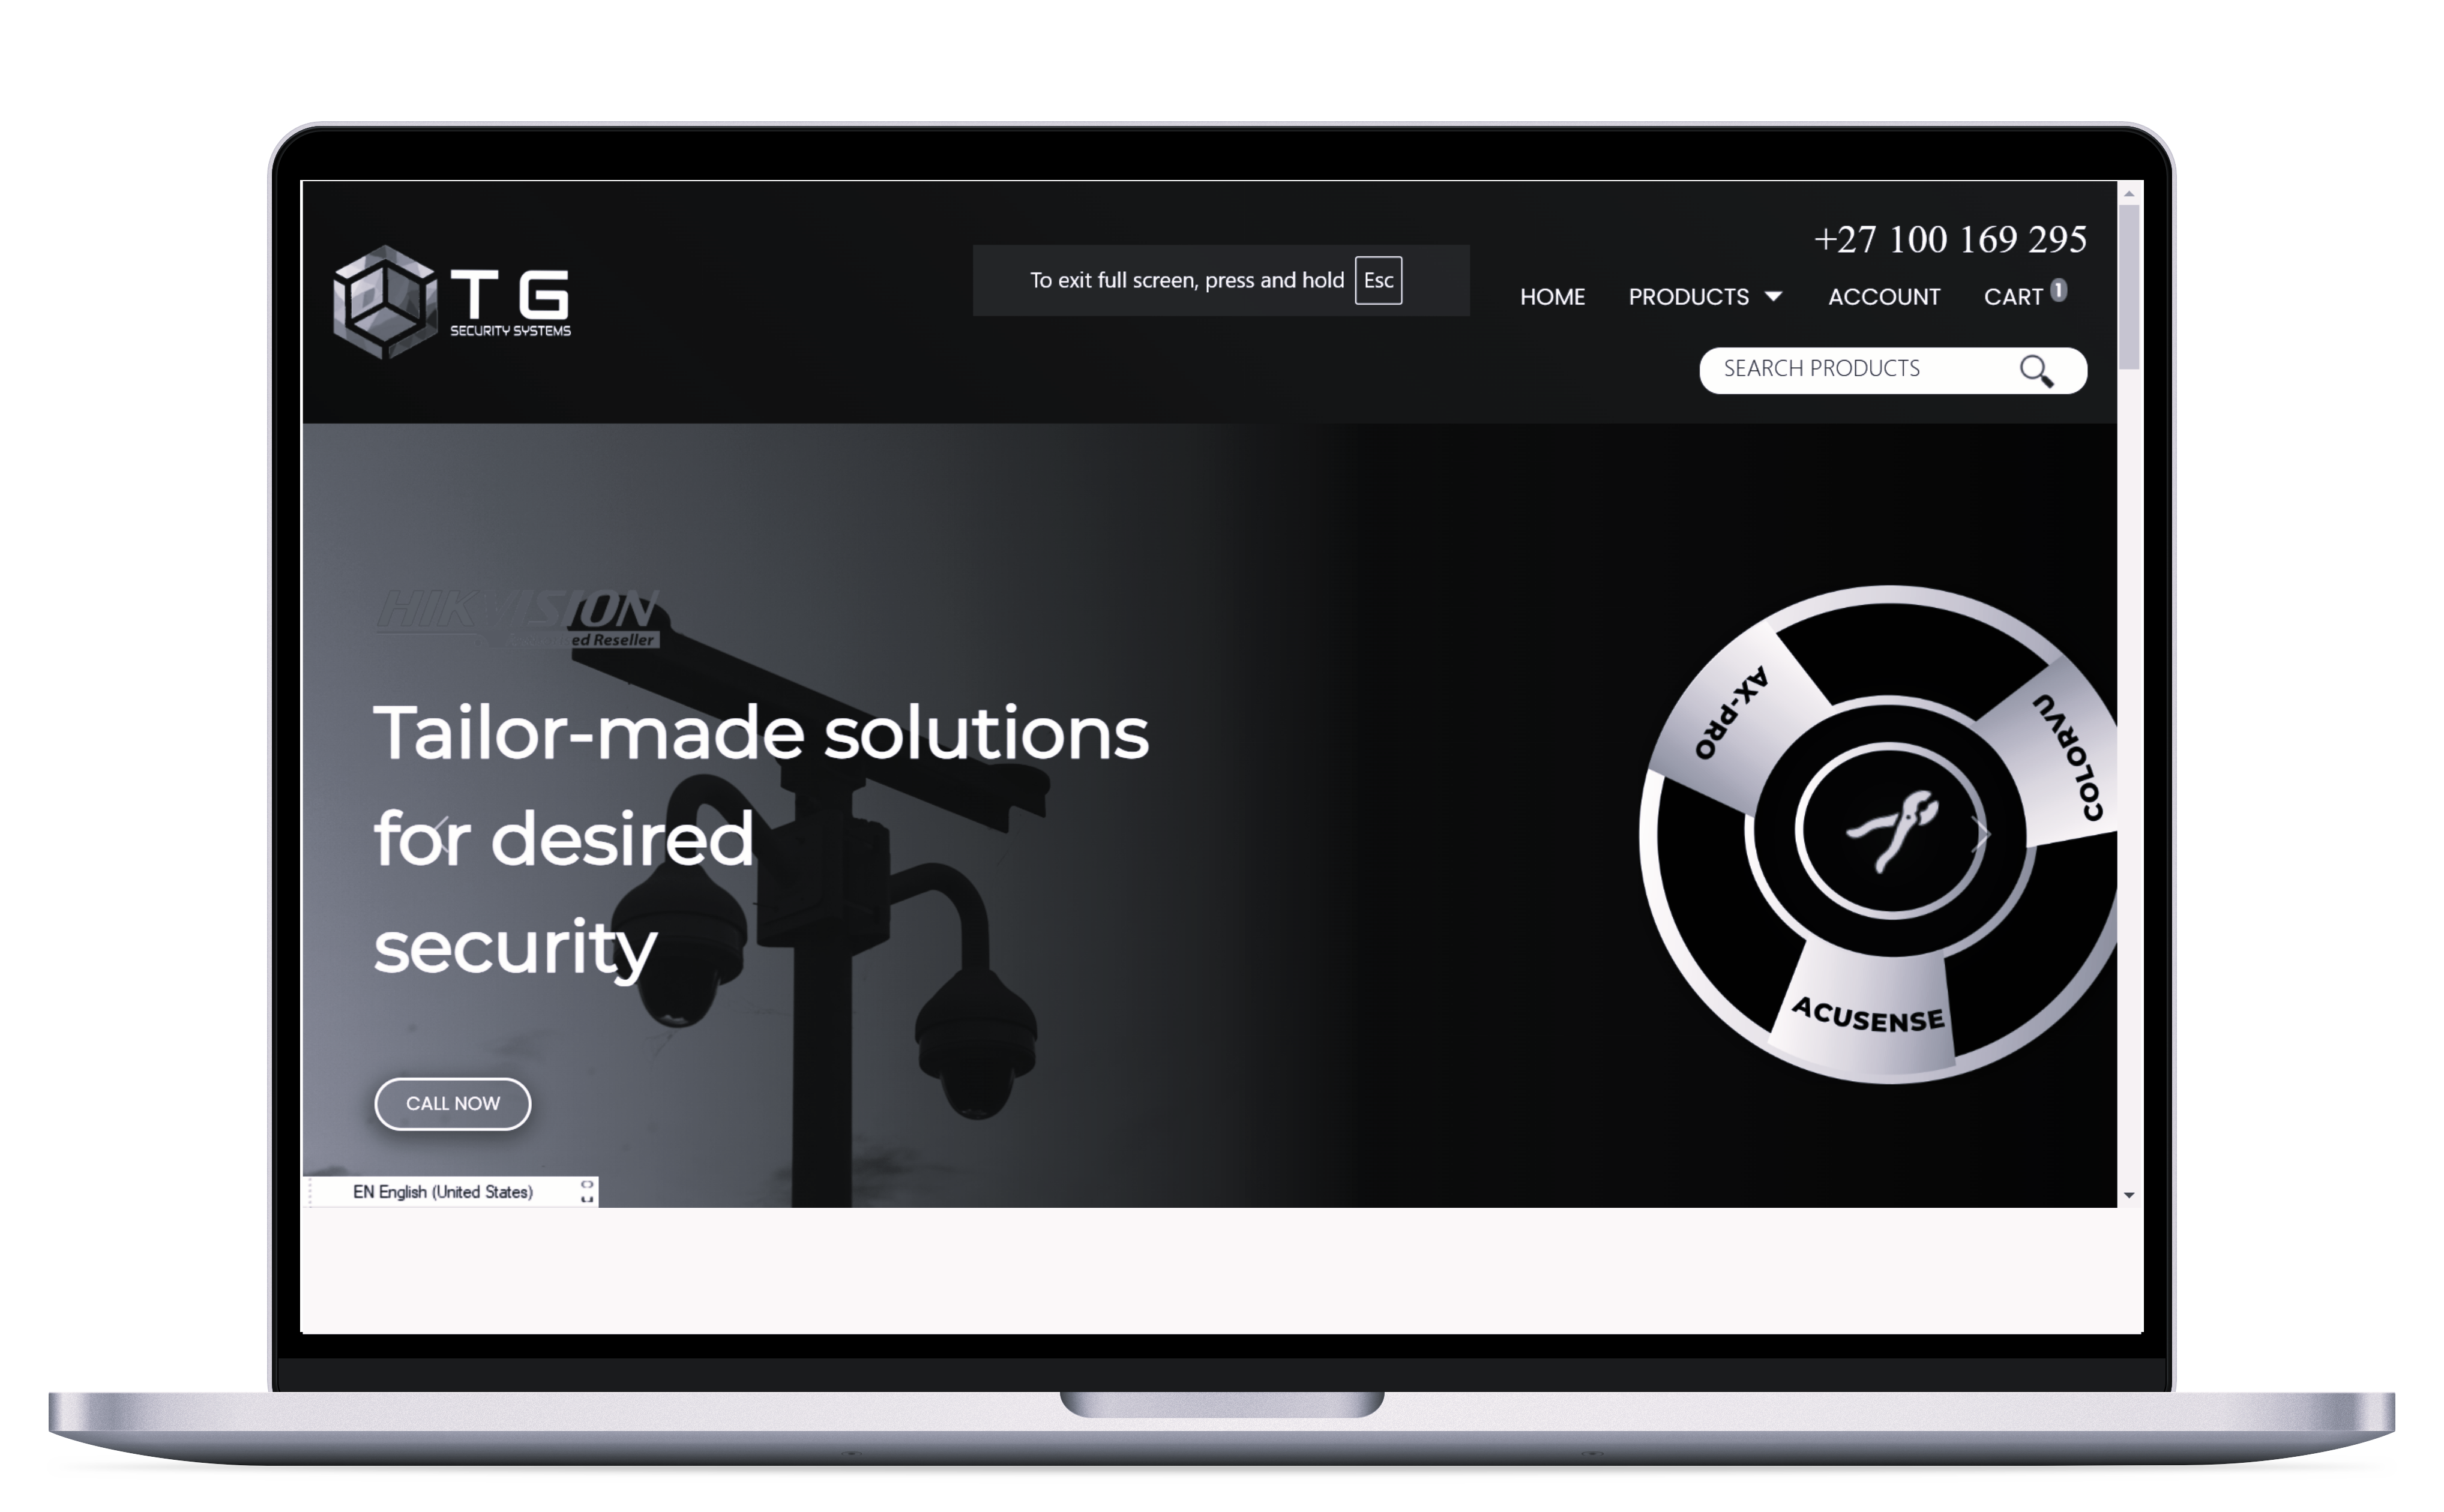 +27 100 169 295
T G
SECURITY SYSTEMS
To exit full screen, press and hold Esc
HOME PRODUCTS ACCOUNT CART 1
SEARCH PRODUCTS
HIKVISION
ed Reseller
Tailor-made solutions
for desired
security
AX-PRO
COLORVU
ACUSENSE
CALL NOW
EN English (United States)